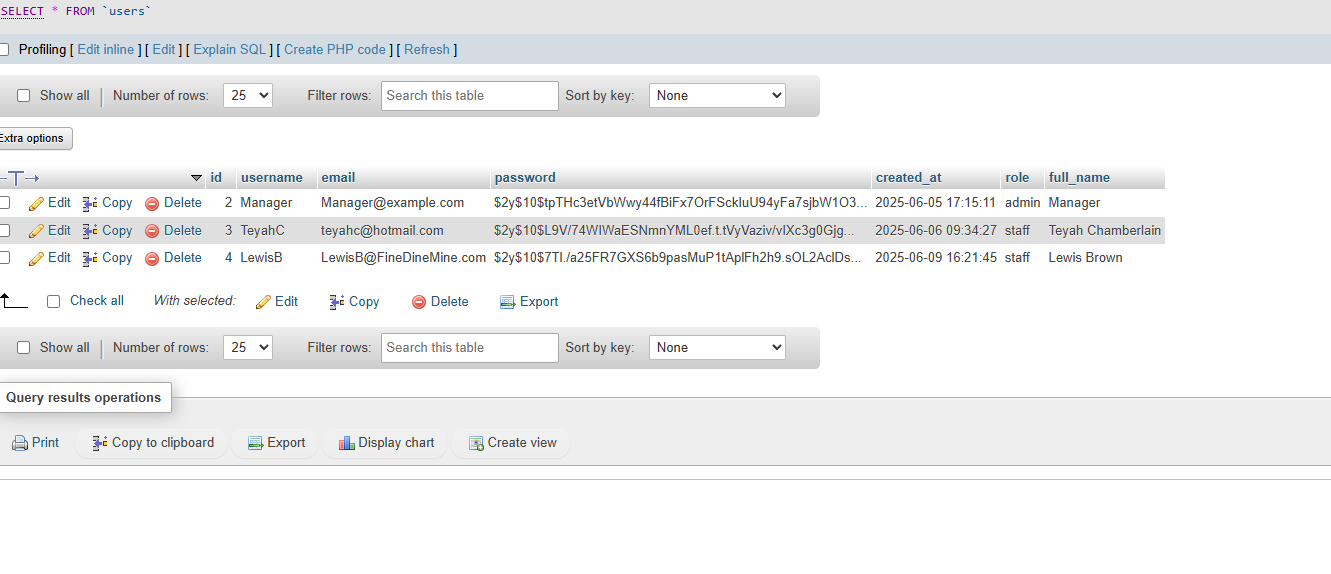 SELECT * FROM `users`
Profiling [ Edit inline ] [ Edit ] [ Explain SQL ] [ Create PHP code ] [ Refresh ]
Show all Number of rows: 25 Filter rows: Search this table Sort by key: None
Extra options
id username email password created_at role full_name
Edit Copy Delete 2 Manager Manager@example.com $2y$10$tpTHc3etVbWwy44fBiFx7OrFSckIuU94yFa7sjbW1O3... 2025-06-05 17:15:11 admin Manager
Edit Copy Delete 3 TeyahC teyahc@hotmail.com $2y$10$L9V/74WIWaESNmnYML0ef.t.tVyVaziv/vlXc3g0Gjg... 2025-06-06 09:34:27 staff Teyah Chamberlain
Edit Copy Delete 4 LewisB LewisB@FineDineMine.com $2y$10$7TI./a25FR7GXS6b9pasMuP1tAplFh2h9.sOL2AclDs... 2025-06-09 16:21:45 staff Lewis Brown
Check all With selected: Edit Copy Delete Export
Show all Number of rows: 25 Filter rows: Search this table Sort by key: None
Query results operations
Print Copy to clipboard Export Display chart Create view